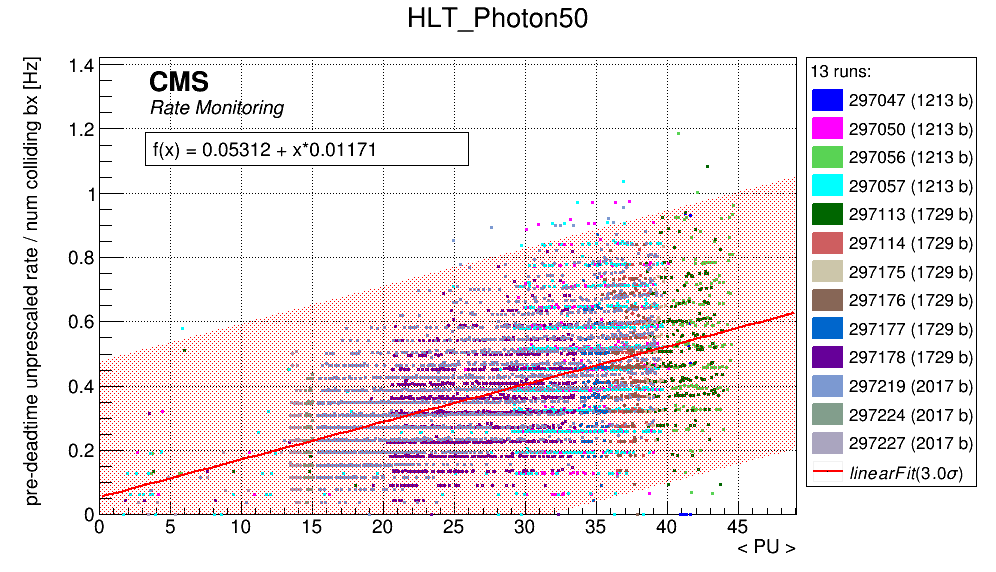 HLT_Photon50
pre-deadtime unprescaled rate / num colliding bx [Hz]
CMS
Rate Monitoring
f(x) = 0.05312 + x*0.01171
1.4
1.2
1
0.8
0.6
0.4
0.2
0
0 5 10 15 20 25 30 35 40 45
< PU >
13 runs:
297047 (1213 b)
297050 (1213 b)
297056 (1213 b)
297057 (1213 b)
297113 (1729 b)
297114 (1729 b)
297175 (1729 b)
297176 (1729 b)
297177 (1729 b)
297178 (1729 b)
297219 (2017 b)
297224 (2017 b)
297227 (2017 b)
linearFit(3.0σ)